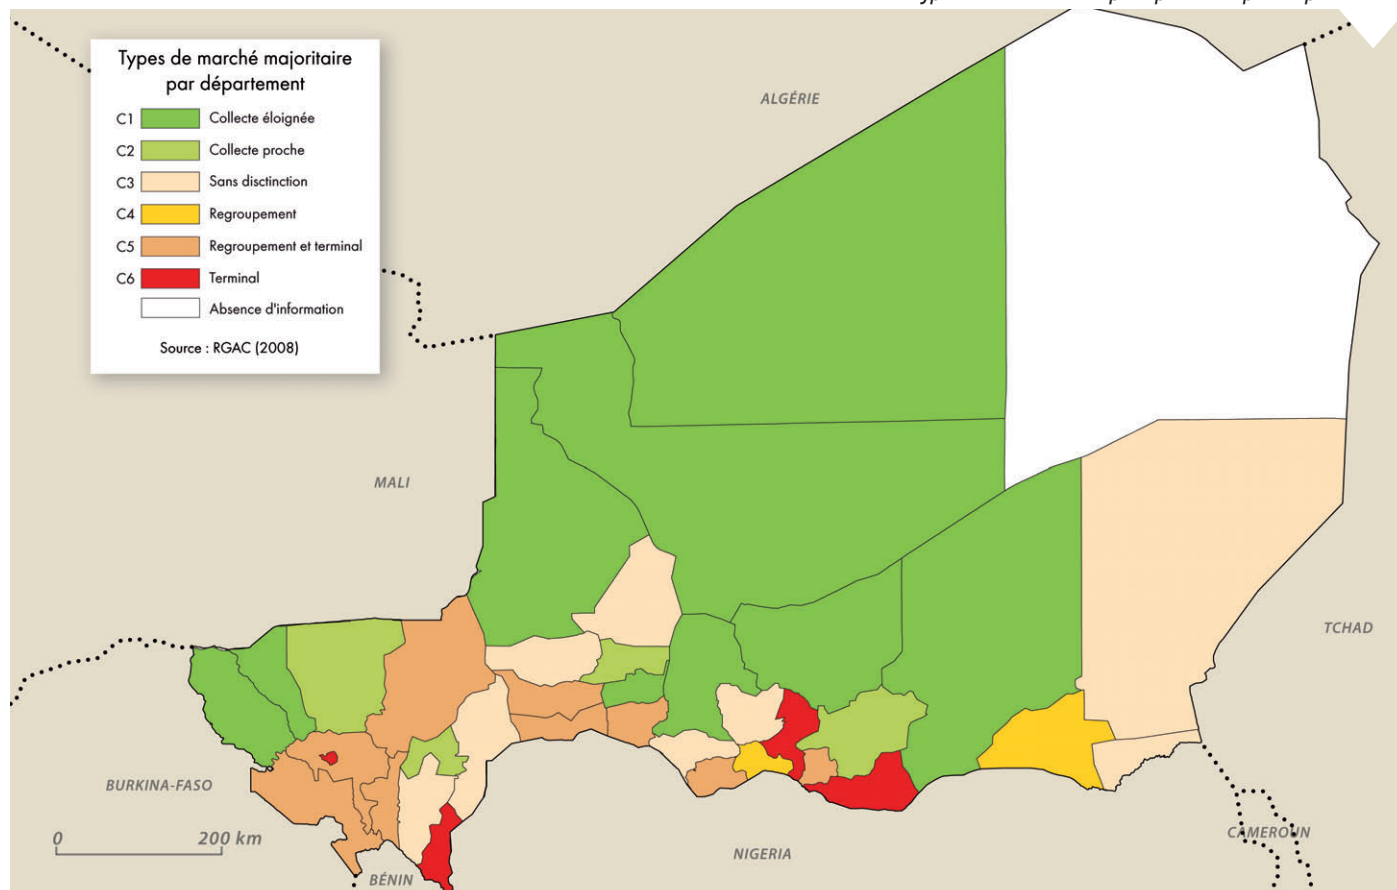 ALGÉRIE
Types de marché majoritaire
par département
C1 Collecte éloignée
C2 Collecte proche
C3 Sans disctinction
C4 Regroupement
C5 Regroupement et terminal
C6 Terminal
Absence d'information
Source : RGAC (2008)
MALI
TCHAD
BURKINA-FASO
0 200 km
NIGERIA
CAMEROUN
BÉNIN